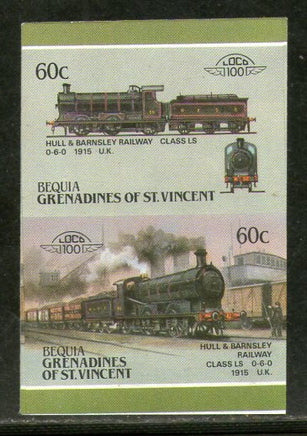 60c
LOCO
100
HULL & BARNSLEY RAILWAY CLASS LS
0-6-0 1915 U.K.
BEQUIA
GRENADINES OF ST. VINCENT
LOCO
100
60c
BEQUIA
GRENADINES
OF ST. VINCENT
HULL & BARNSLEY
RAILWAY
CLASS LS 0-6-0
1915 U.K.